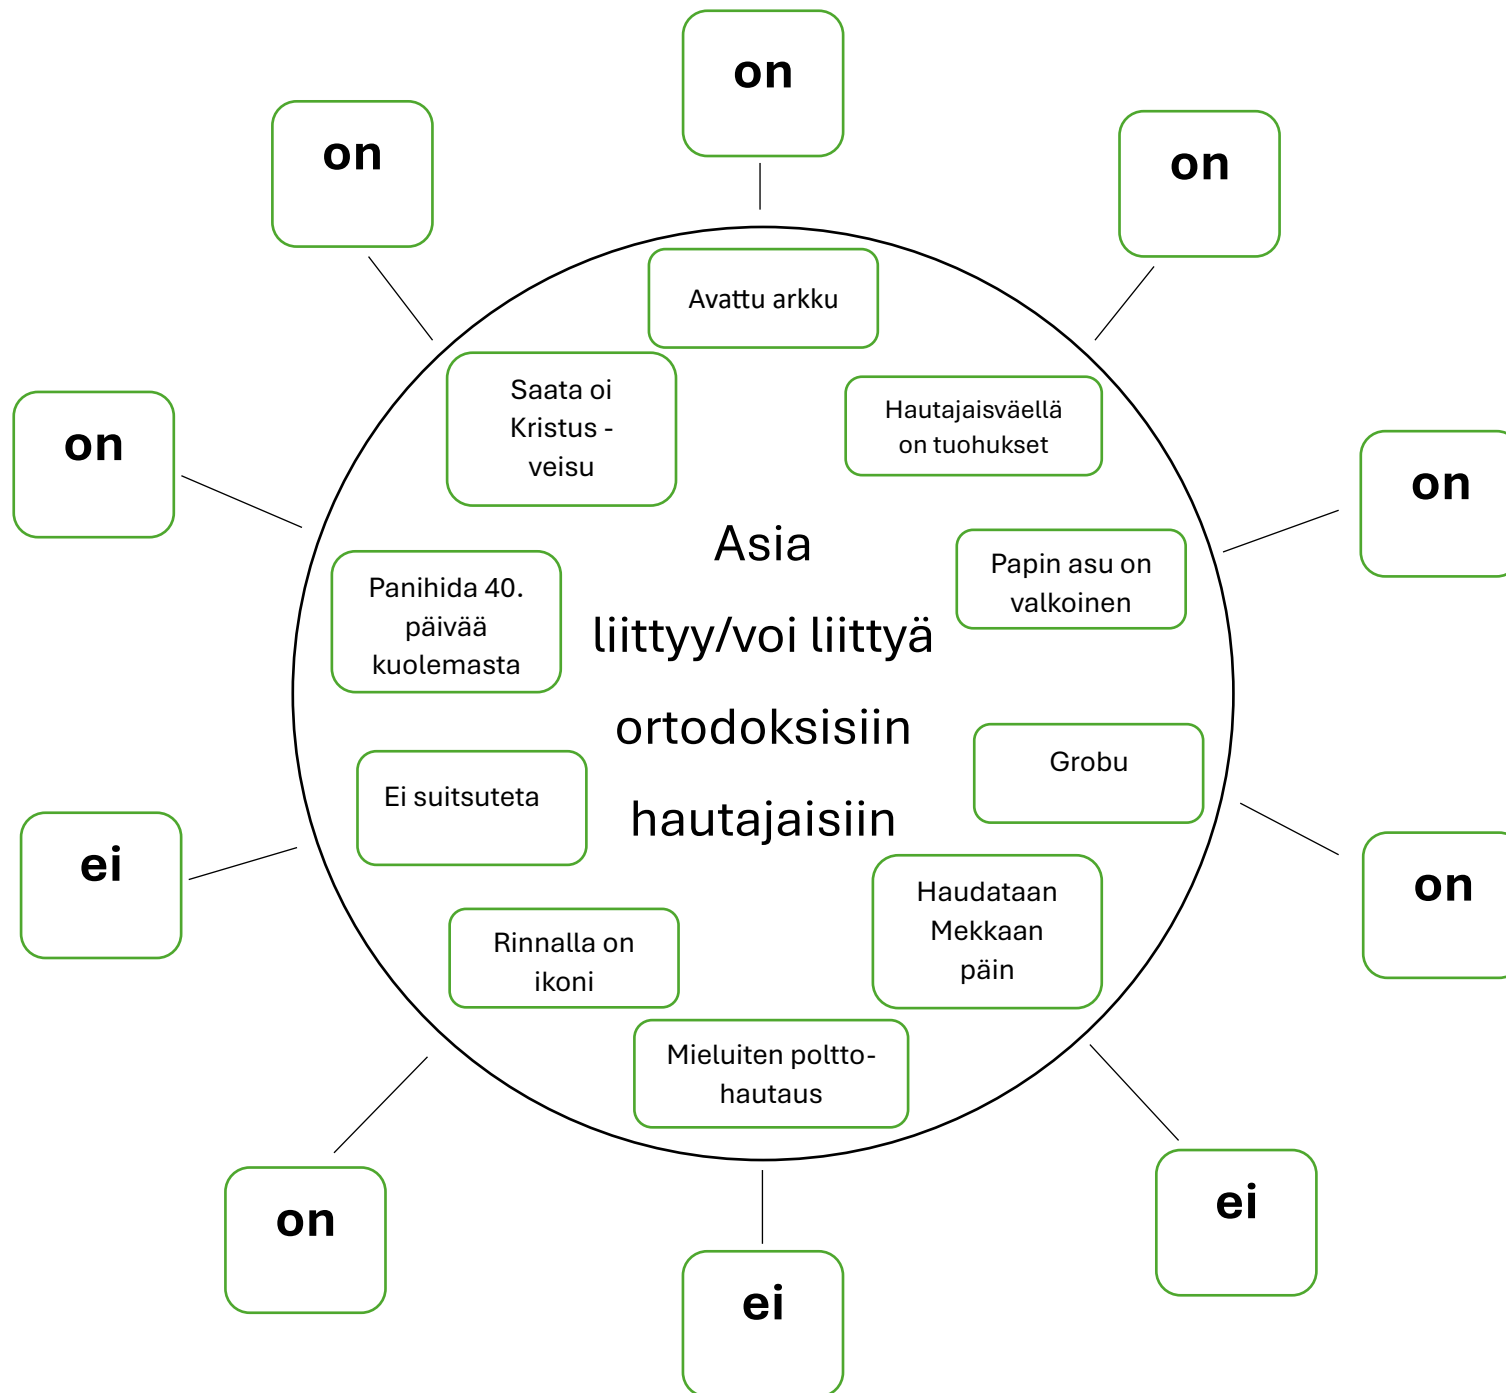 on
on
on
on
on
on
ei
ei
on
ei
Avattu arkku
Saata oi
Kristus -
veisu
Hautajaisväellä
on tuohukset
Papin asu on
valkoinen
Panihida 40.
päivää
kuolemasta
Asia
liittyy/voi liittyä
ortodoksisiin
hautajaisiin
Grobu
Ei suitsuteta
Haudataan
Mekkaan
päin
Rinnalla on
ikoni
Mieluiten poltto-
hautaus